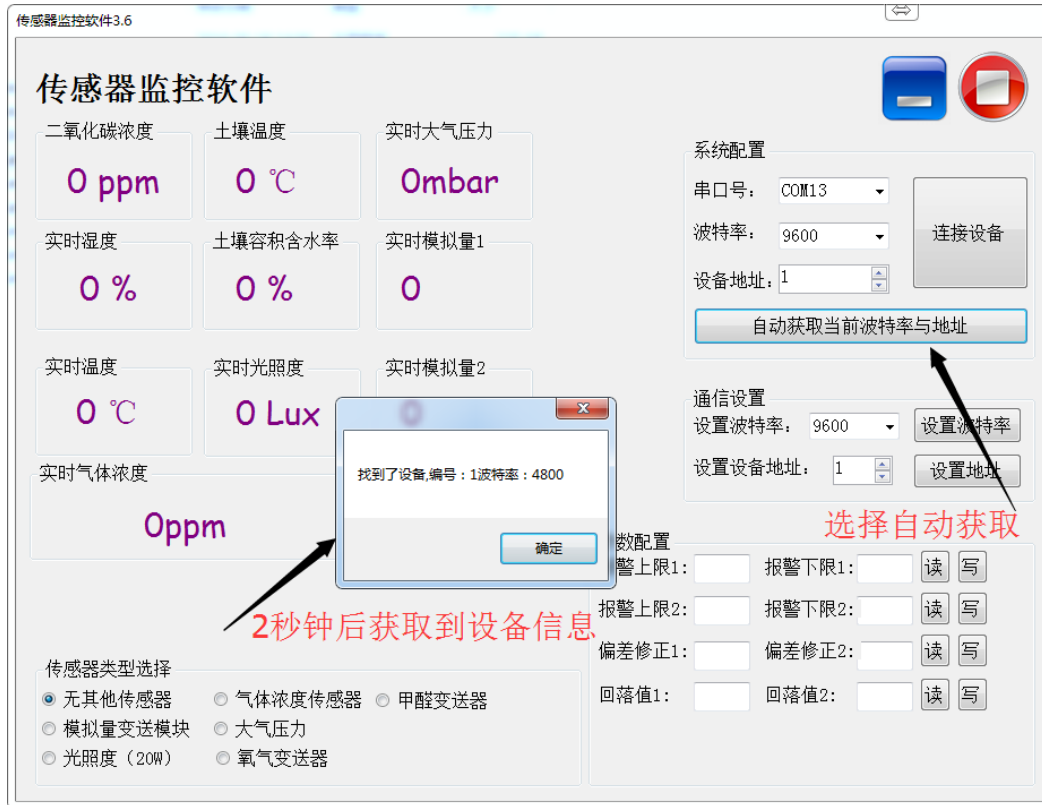 传感器监控软件3.6
传感器监控软件
二氧化碳浓度
0 ppm
土壤温度
0 ℃
实时大气压力
0mbar
实时湿度
0 %
土壤容积含水率
0 %
实时模拟量1
0
实时温度
0 ℃
实时光照度
0 Lux
实时模拟量2
0
实时气体浓度
0ppm
系统配置
串口号： COM13
波特率： 9600
设备地址： 1
连接设备
自动获取当前波特率与地址
通信设置
设置波特率： 9600 设置波特率
设置设备地址： 1 设置地址
选择自动获取
找到了设备,编号：1波特率：4800
确定
2秒钟后获取到设备信息
数配置
警上限1: 报警下限1: 读 写
报警上限2: 报警下限2: 读 写
偏差修正1: 偏差修正2: 读 写
回落值1: 回落值2: 读 写
传感器类型选择
无其他传感器 气体浓度传感器 甲醛变送器
模拟量变送模块 大气压力
光照度（20W） 氧气变送器